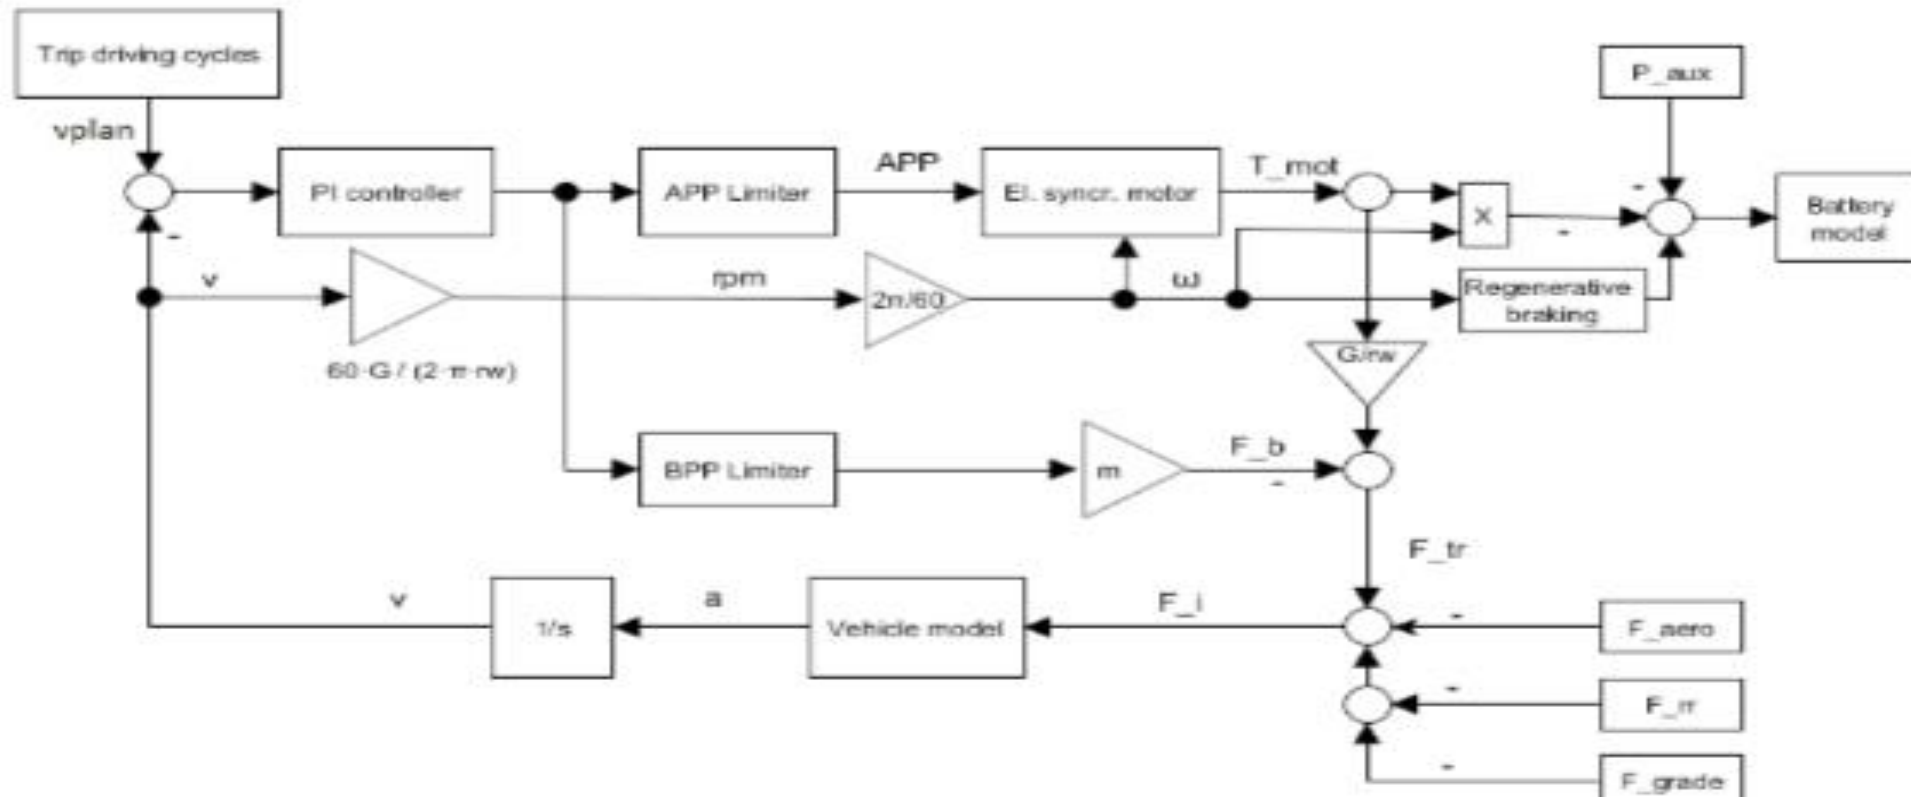 Trip driving cycles
P_aux
vplan
APP
T_mot
-
PI controller
APP Limiter
El. syncr. motor
X
-
Battery
model
-
v
rpm
2π/60
ω
Regenerative
braking
60·G / (2·π·rw)
G/rw
BPP Limiter
m
F_b
-
F_tr
v
1/s
a
Vehicle model
F_i
-
F_aero
-
F_rr
-
F_grade